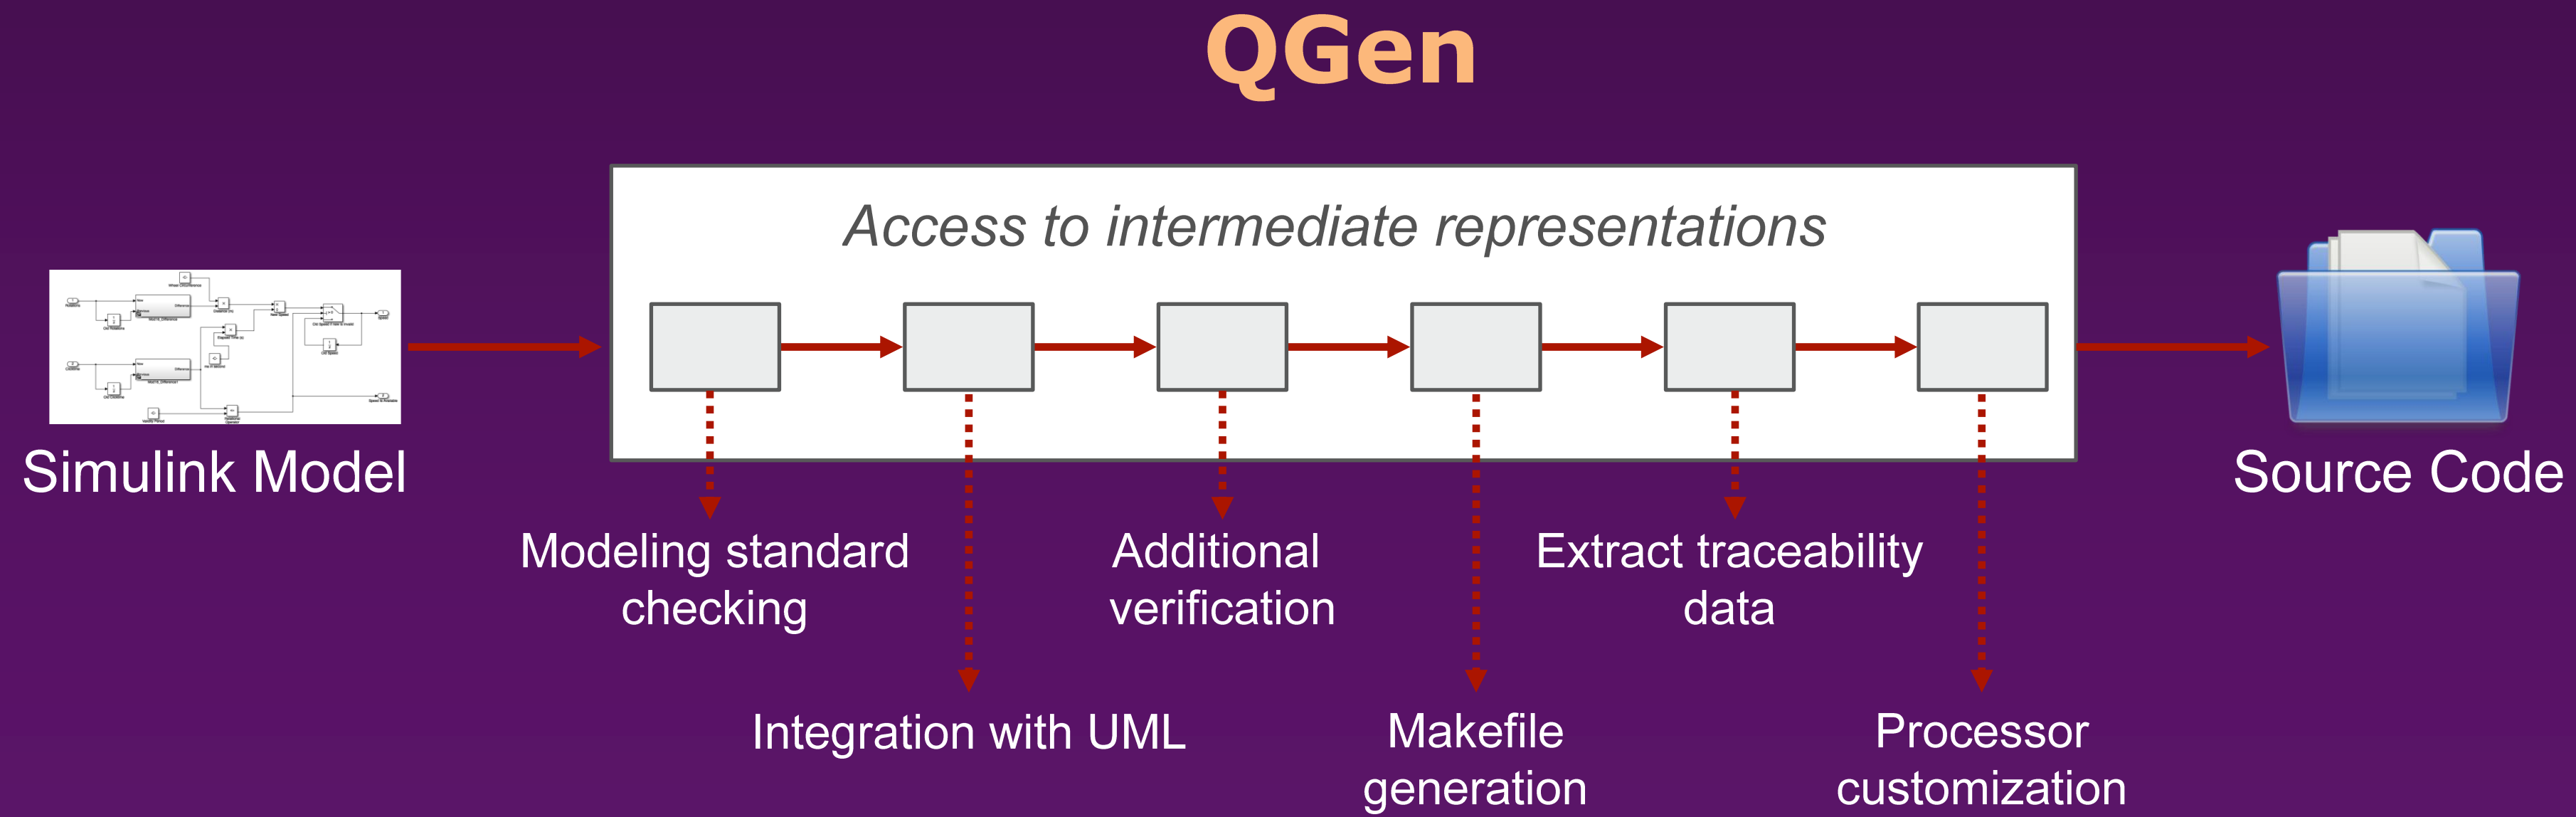 QGen
Access to intermediate representations
Simulink Model
Source Code
Modeling standard
checking
Additional
verification
Extract traceability
data
Integration with UML
Makefile
generation
Processor
customization